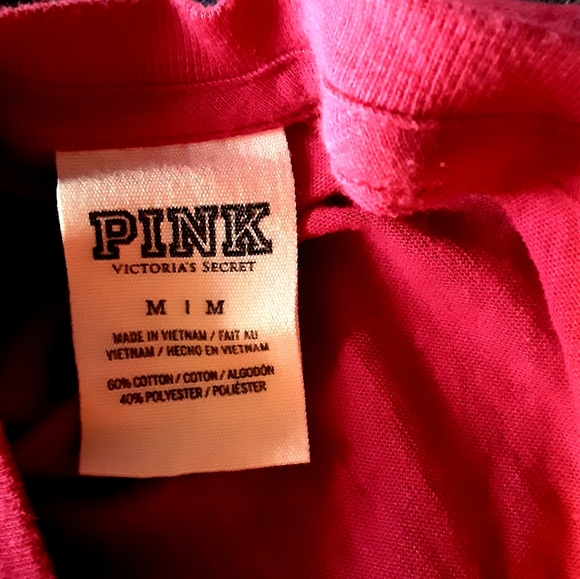 PINK
VICTORIA'S SECRET
M | M
MADE IN VIETNAM / FAIT AU
VIETNAM / HECHO EN VIETNAM
60% COTTON / COTON / ALGODÓN
40% POLYESTER / POLIÉSTER